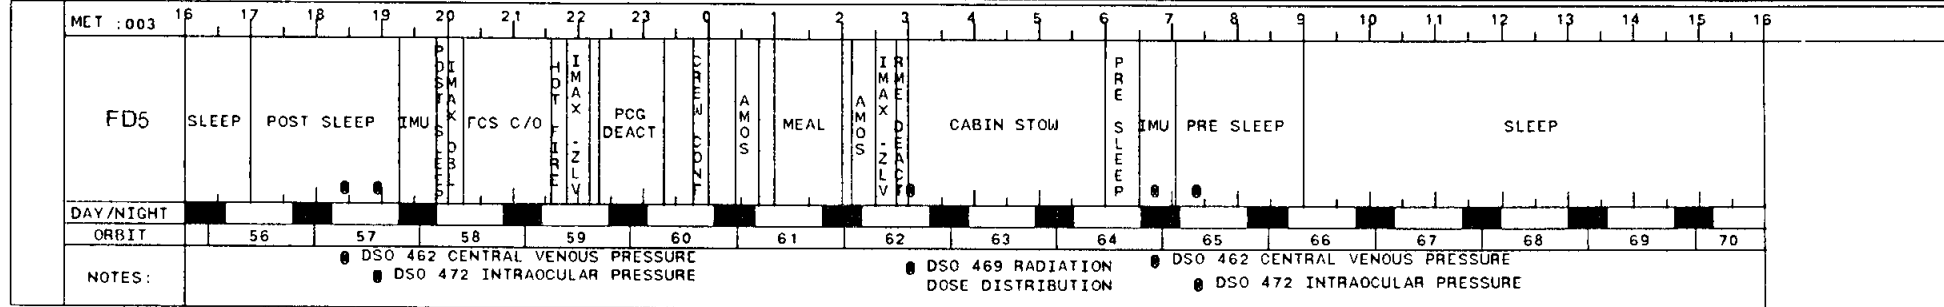 MET :003 16 17 18 19 20 21 22 23 0 1 2 3 4 5 6 7 8 9 10 11 12 13 14 15 16
FD5
SLEEP
POST SLEEP
IMU
POST SLEEP
IMAX OBT
FCS C/O
HOT FIRE
IMAX -ZLV
PCG
DEACT
CREW CONF
AMOS
MEAL
AMOS
IMAX -ZLV
RME DEACT
CABIN STOW
PRE SLEEP
IMU
PRE SLEEP
SLEEP
DAY/NIGHT
ORBIT 56 57 58 59 60 61 62 63 64 65 66 67 68 69 70
NOTES:
DSO 462 CENTRAL VENOUS PRESSURE
DSO 472 INTRAOCULAR PRESSURE
DSO 469 RADIATION
DOSE DISTRIBUTION
DSO 462 CENTRAL VENOUS PRESSURE
DSO 472 INTRAOCULAR PRESSURE